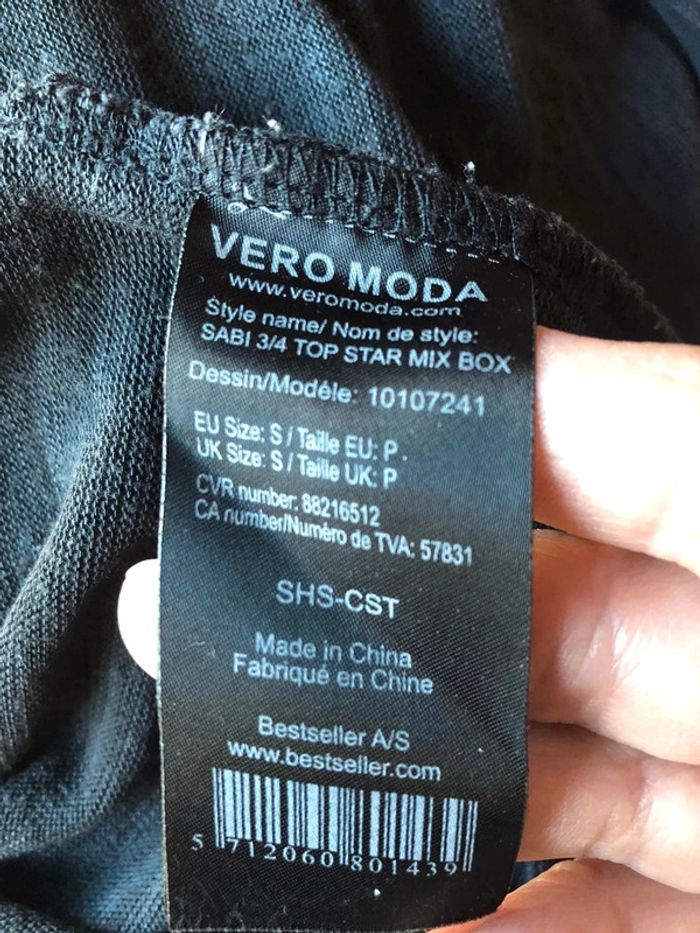 VERO MODA
www.veromoda.com
Style name/ Nom de style:
SABI 3/4 TOP STAR MIX BOX
Dessin/Modéle: 10107241
EU Size: S / Taille EU: P.
UK Size: S / Taille UK: P
CVR number: 88216512
CA number/Numéro de TVA: 57831
SHS-CST
Made in China
Fabriqué en Chine
Bestseller A/S
www.bestseller.com
5 712060 801439